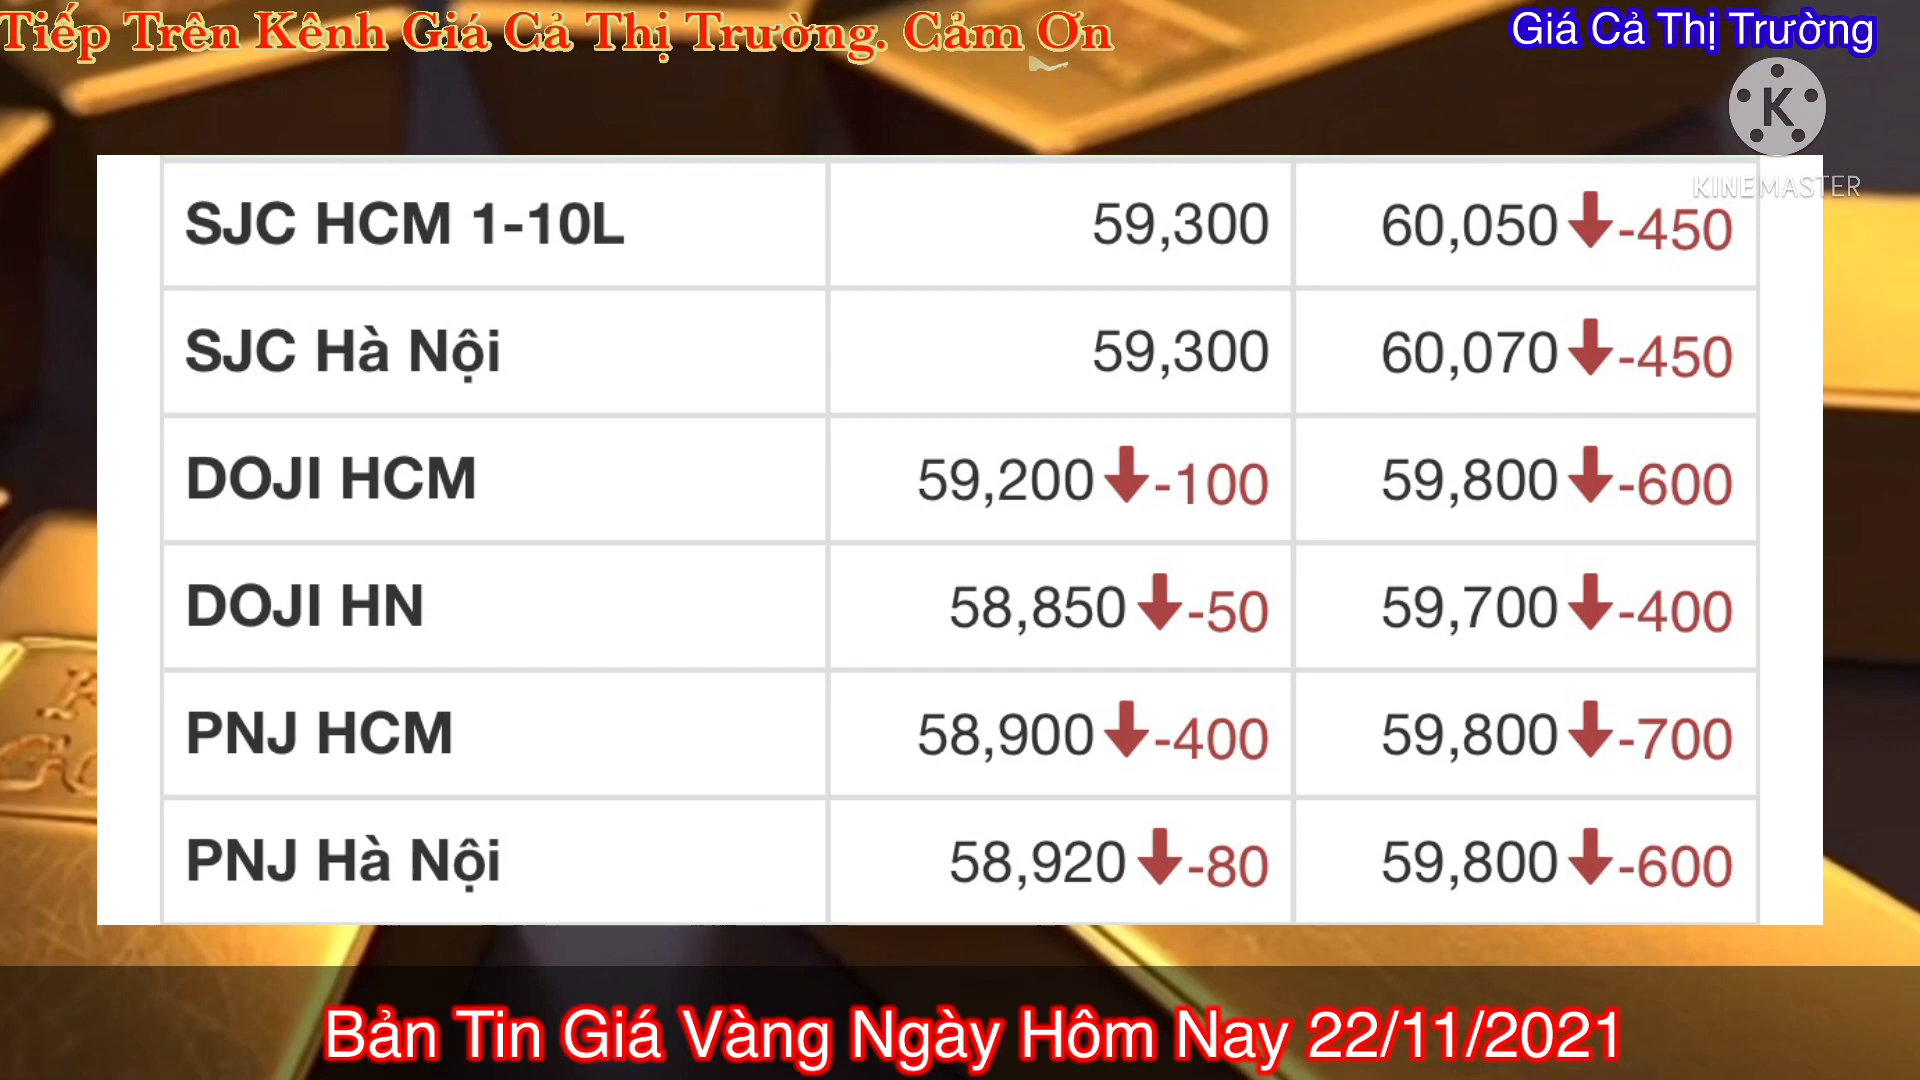 Tiếp Trên Kênh Giá Cả Thị Trường. Cảm Ơn
Giá Cả Thị Trường
K
KINEMASTER
SJC HCM 1-10L 59,300 60,050 -450
SJC Hà Nội 59,300 60,070 -450
DOJI HCM 59,200 -100 59,800 -600
DOJI HN 58,850 -50 59,700 -400
PNJ HCM 58,900 -400 59,800 -700
PNJ Hà Nội 58,920 -80 59,800 -600
Bản Tin Giá Vàng Ngày Hôm Nay 22/11/2021